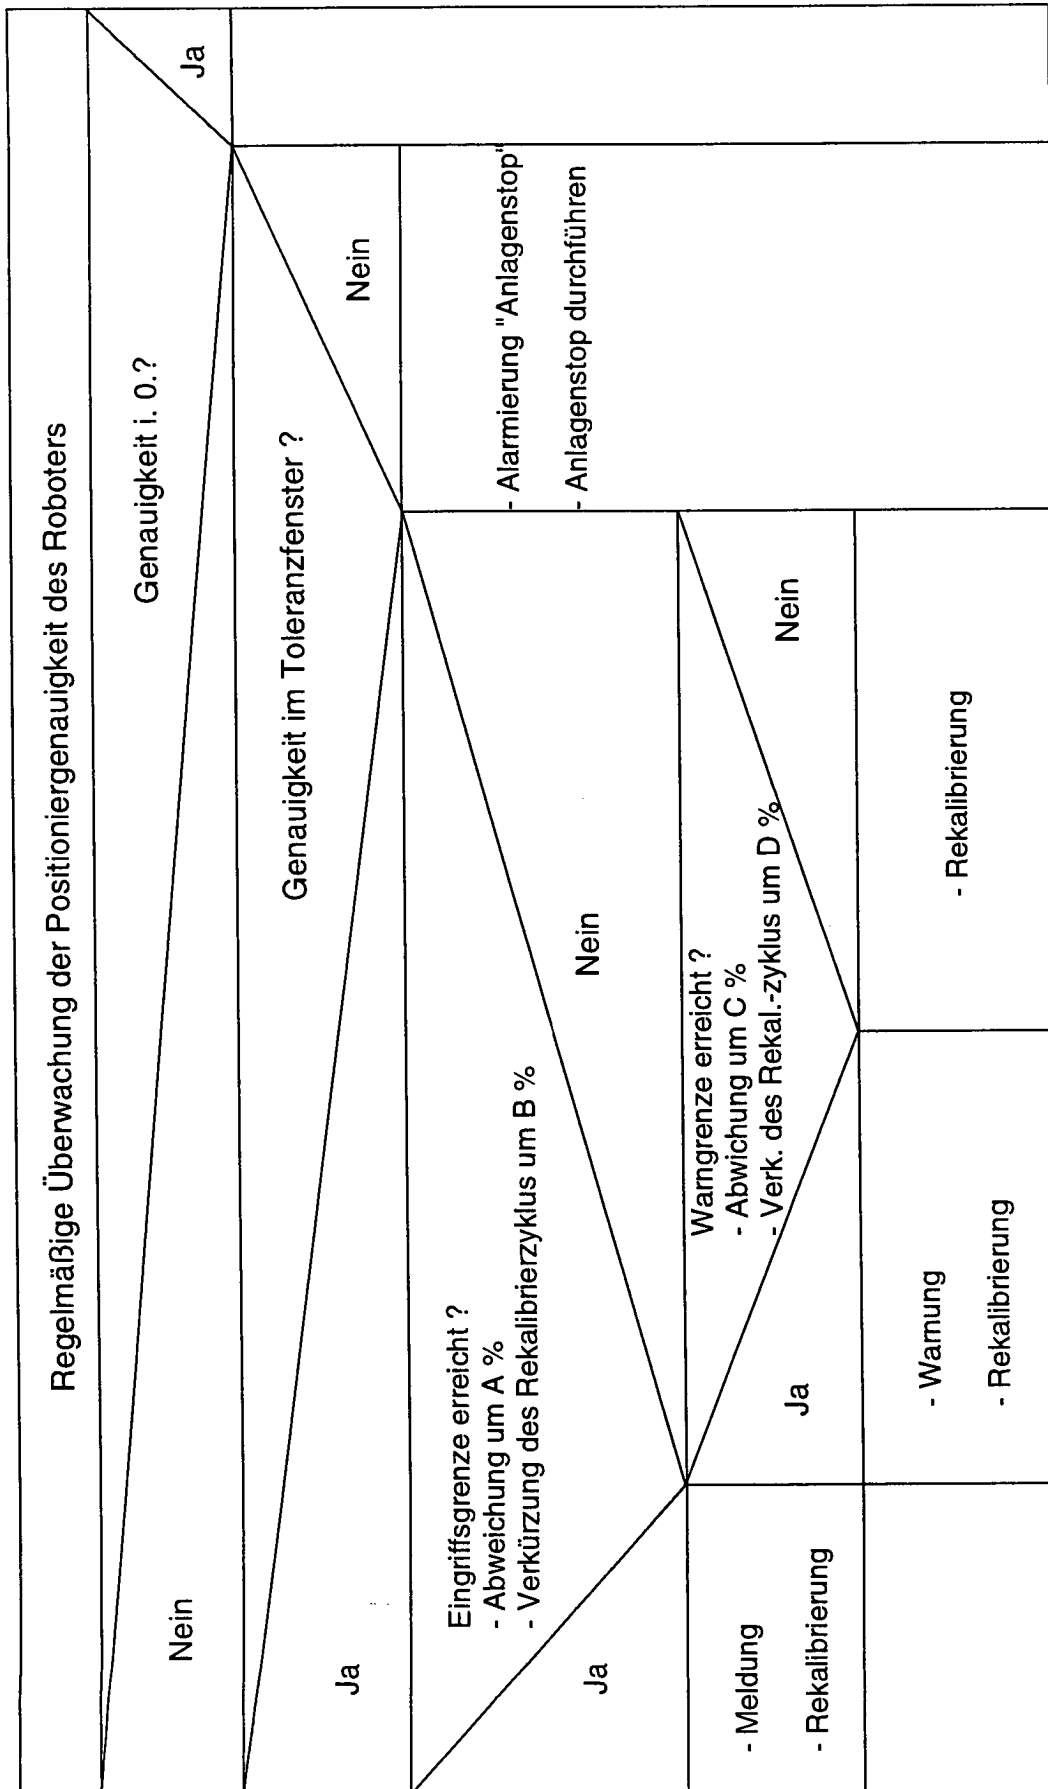 Regelmäßige Überwachung der Positioniergenauigkeit des Roboters
Genauigkeit i. O.?
Nein
Ja
Genauigkeit im Toleranzfenster ?
Ja
Nein
Eingriffsgrenze erreicht ?
- Abweichung um A %
- Verkürzung des Rekalibrierzyklus um B %
Ja
Nein
- Alarmierung "Anlagenstop"
- Anlagenstop durchführen
Warngrenze erreicht ?
- Abwichung um C %
- Verk. des Rekal.-zyklus um D %
Ja
Nein
- Meldung
- Rekalibrierung
- Warnung
- Rekalibrierung
- Rekalibrierung